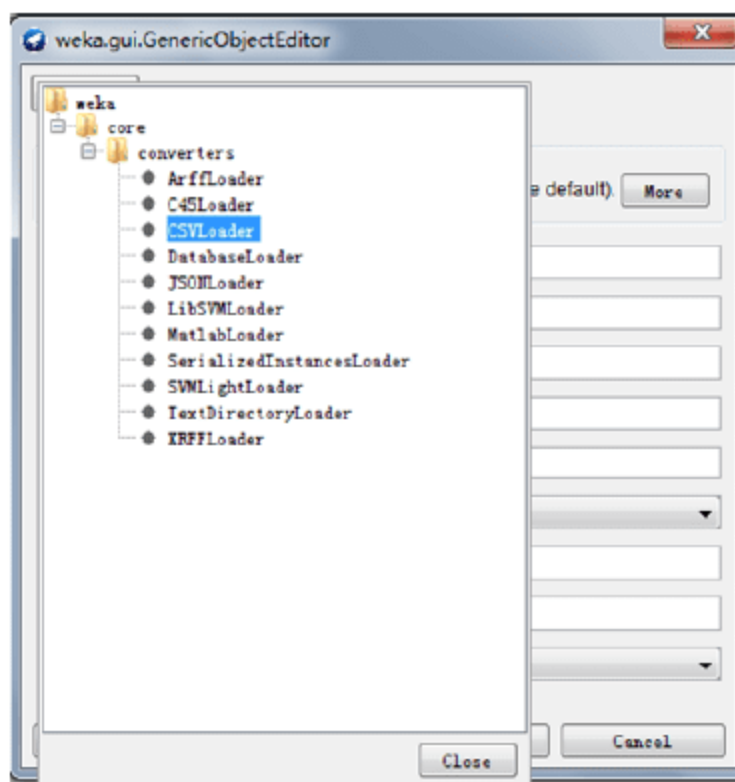 weka.gui.GenericObjectEditor
weka
core
converters
ArffLoader
C45Loader
e default). More
CSVLoader
DatabaseLoader
JSONLoader
LibSVMLoader
MatlabLoader
SerializedInstancesLoader
SVMLightLoader
TextDirectoryLoader
XRFFLoader
Cancel
Close